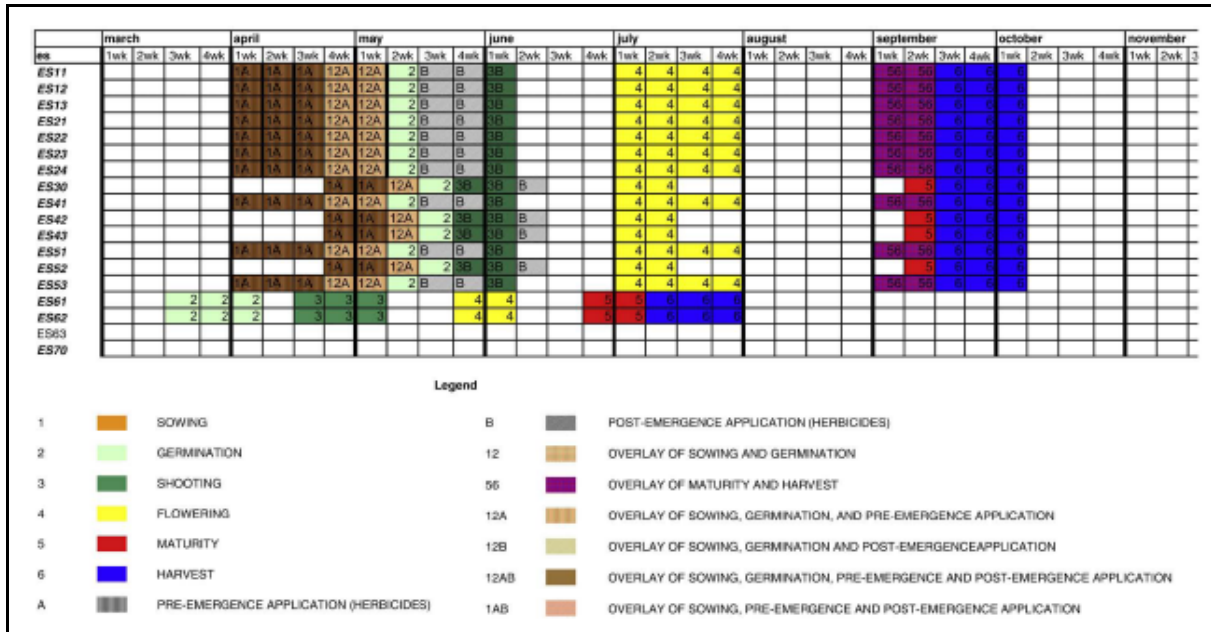 march april may june july august september october november
es 1wk 2wk 3wk 4wk 1wk 2wk 3wk 4wk 1wk 2wk 3wk 4wk 1wk 2wk 3wk 4wk 1wk 2wk 3wk 4wk 1wk 2wk 3wk 4wk 1wk 2wk 3wk 4wk 1wk 2wk 3wk 4wk 1wk 2wk 3
ES11 1A 1A 1A 12A 12A 2 B B 3B 4 4 4 4 56 56 6 6 6
ES12 1A 1A 1A 12A 12A 2 B B 3B 4 4 4 4 56 56 6 6 6
ES13 1A 1A 1A 12A 12A 2 B B 3B 4 4 4 4 56 56 6 6 6
ES21 1A 1A 1A 12A 12A 2 B B 3B 4 4 4 4 56 56 6 6 6
ES22 1A 1A 1A 12A 12A 2 B B 3B 4 4 4 4 56 56 6 6 6
ES23 1A 1A 1A 12A 12A 2 B B 3B 4 4 4 4 56 56 6 6 6
ES24 1A 1A 1A 12A 12A 2 B B 3B 4 4 4 4 56 56 6 6 6
ES30 1A 1A 12A 2 3B 3B B 4 4 5 6 6 6
ES41 1A 1A 1A 12A 12A 2 B B 3B 4 4 4 4 56 56 6 6 6
ES42 1A 1A 12A 2 3B 3B B 4 4 5 6 6 6
ES43 1A 1A 12A 2 3B 3B B 4 4 5 6 6 6
ES51 1A 1A 1A 12A 12A 2 B B 3B 4 4 4 4 56 56 6 6 6
ES52 1A 1A 12A 2 3B 3B B 4 4 5 6 6 6
ES53 1A 1A 1A 12A 12A 2 B B 3B 4 4 4 4 56 56 6 6 6
ES61 2 2 2 3 3 3 4 4 5 5 6 6 6
ES62 2 2 2 3 3 3 4 4 5 5 6 6 6
ES63
ES70
Legend
1 SOWING B POST-EMERGENCE APPLICATION (HERBICIDES)
2 GERMINATION 12 OVERLAY OF SOWING AND GERMINATION
3 SHOOTING 56 OVERLAY OF MATURITY AND HARVEST
4 FLOWERING 12A OVERLAY OF SOWING, GERMINATION, AND PRE-EMERGENCE APPLICATION
5 MATURITY 12B OVERLAY OF SOWING, GERMINATION AND POST-EMERGENCEAPPLICATION
6 HARVEST 12AB OVERLAY OF SOWING, GERMINATION, PRE-EMERGENCE AND POST-EMERGENCE APPLICATION
A PRE-EMERGENCE APPLICATION (HERBICIDES) 1AB OVERLAY OF SOWING, PRE-EMERGENCE AND POST-EMERGENCE APPLICATION